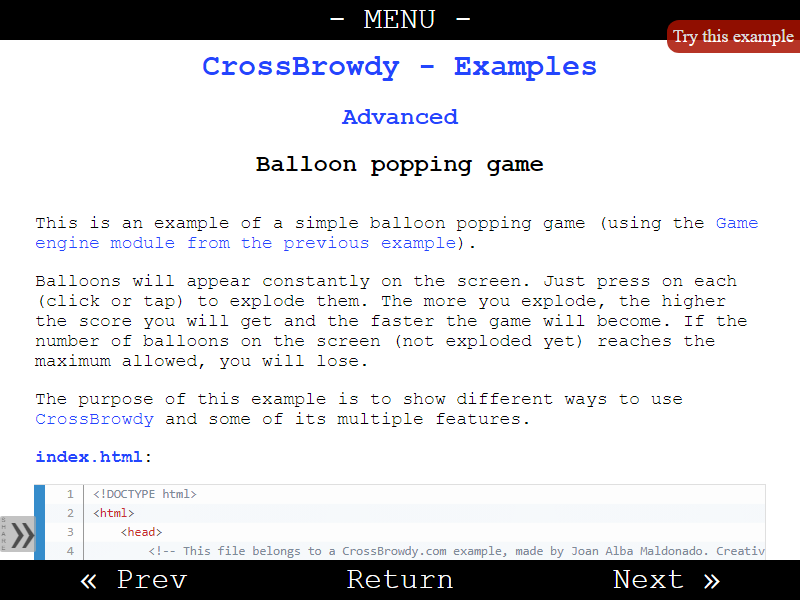 - MENU -
Try this example
CrossBrowdy - Examples
Advanced
Balloon popping game
This is an example of a simple balloon popping game (using the Game
engine module from the previous example).
Balloons will appear constantly on the screen. Just press on each
(click or tap) to explode them. The more you explode, the higher
the score you will get and the faster the game will become. If the
number of balloons on the screen (not exploded yet) reaches the
maximum allowed, you will lose.
The purpose of this example is to show different ways to use
CrossBrowdy and some of its multiple features.
index.html:
1 <!DOCTYPE html>
2 <html>
3 <head>
4 <!-- This file belongs to a CrossBrowdy.com example, made by Joan Alba Maldonado. Creativ
SHARE
»
« Prev
Return
Next »